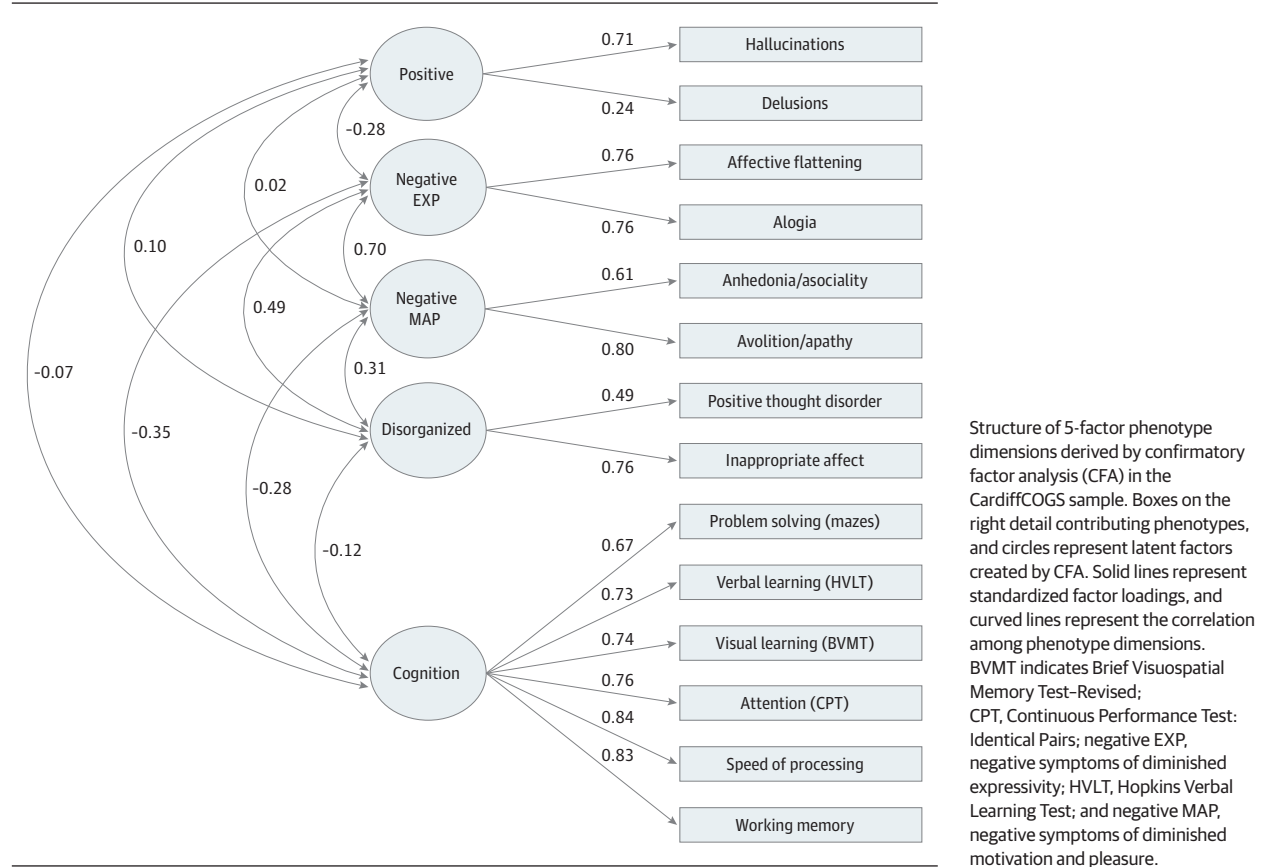 0.71
Hallucinations
Positive
Delusions
0.24
-0.28
0.76
Affective flattening
Negative
EXP
0.02
Alogia
0.76
0.10
0.70
0.61
Anhedonia/asociality
Negative
MAP
0.49
Avolition/apathy
0.80
0.31
-0.07
0.49
Positive thought disorder
Disorganized
-0.35
Inappropriate affect
0.76
-0.28
Problem solving (mazes)
0.67
-0.12
Verbal learning (HVLT)
0.73
0.74
Visual learning (BVMT)
Cognition
0.76
Attention (CPT)
0.84
0.83
Speed of processing
Working memory
Structure of 5-factor phenotype
dimensions derived by confirmatory
factor analysis (CFA) in the
CardiffCOGS sample. Boxes on the
right detail contributing phenotypes,
and circles represent latent factors
created by CFA. Solid lines represent
standardized factor loadings, and
curved lines represent the correlation
among phenotype dimensions.
BVMT indicates Brief Visuospatial
Memory Test–Revised;
CPT, Continuous Performance Test:
Identical Pairs; negative EXP,
negative symptoms of diminished
expressivity; HVLT, Hopkins Verbal
Learning Test; and negative MAP,
negative symptoms of diminished
motivation and pleasure.